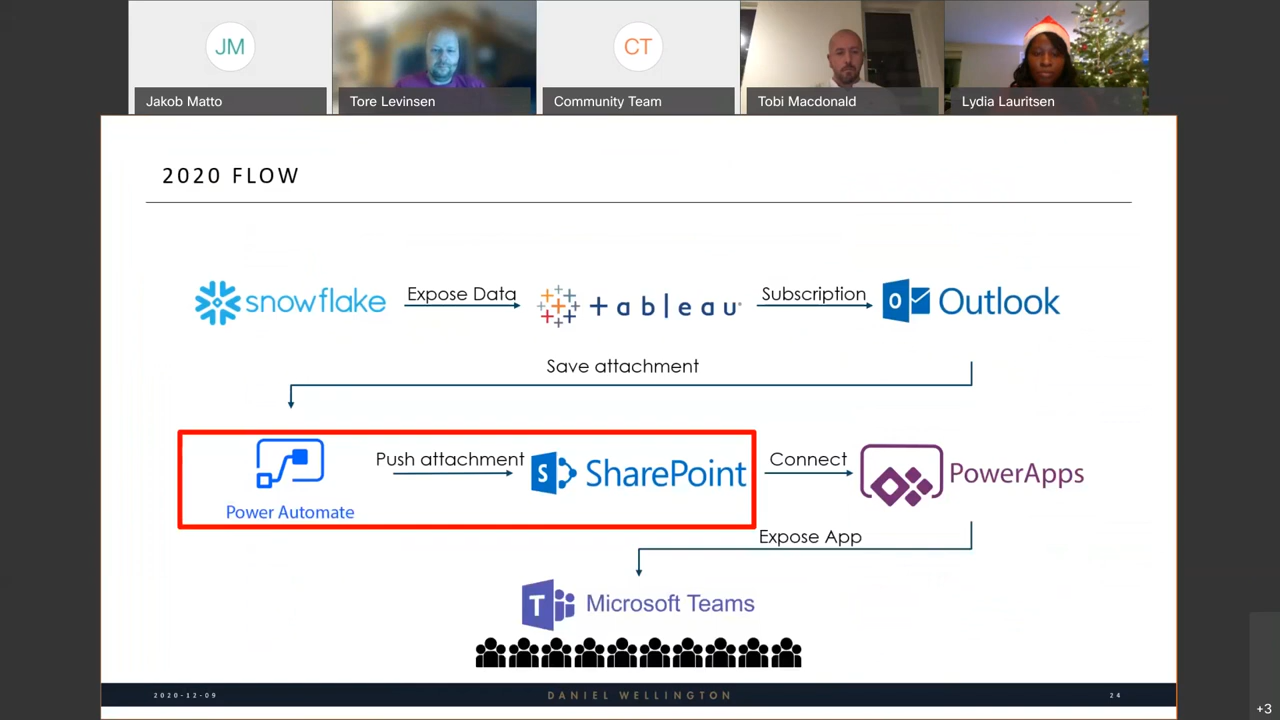 JM
CT
Jakob Matto
Tore Levinsen
Community Team
Tobi Macdonald
Lydia Lauritsen
2020 FLOW
snowflake
Expose Data
+ableau
Subscription
Outlook
Save attachment
Power Automate
Push attachment
SharePoint
Connect
PowerApps
Expose App
Microsoft Teams
2020-12-09
DANIEL WELLINGTON
24
+3